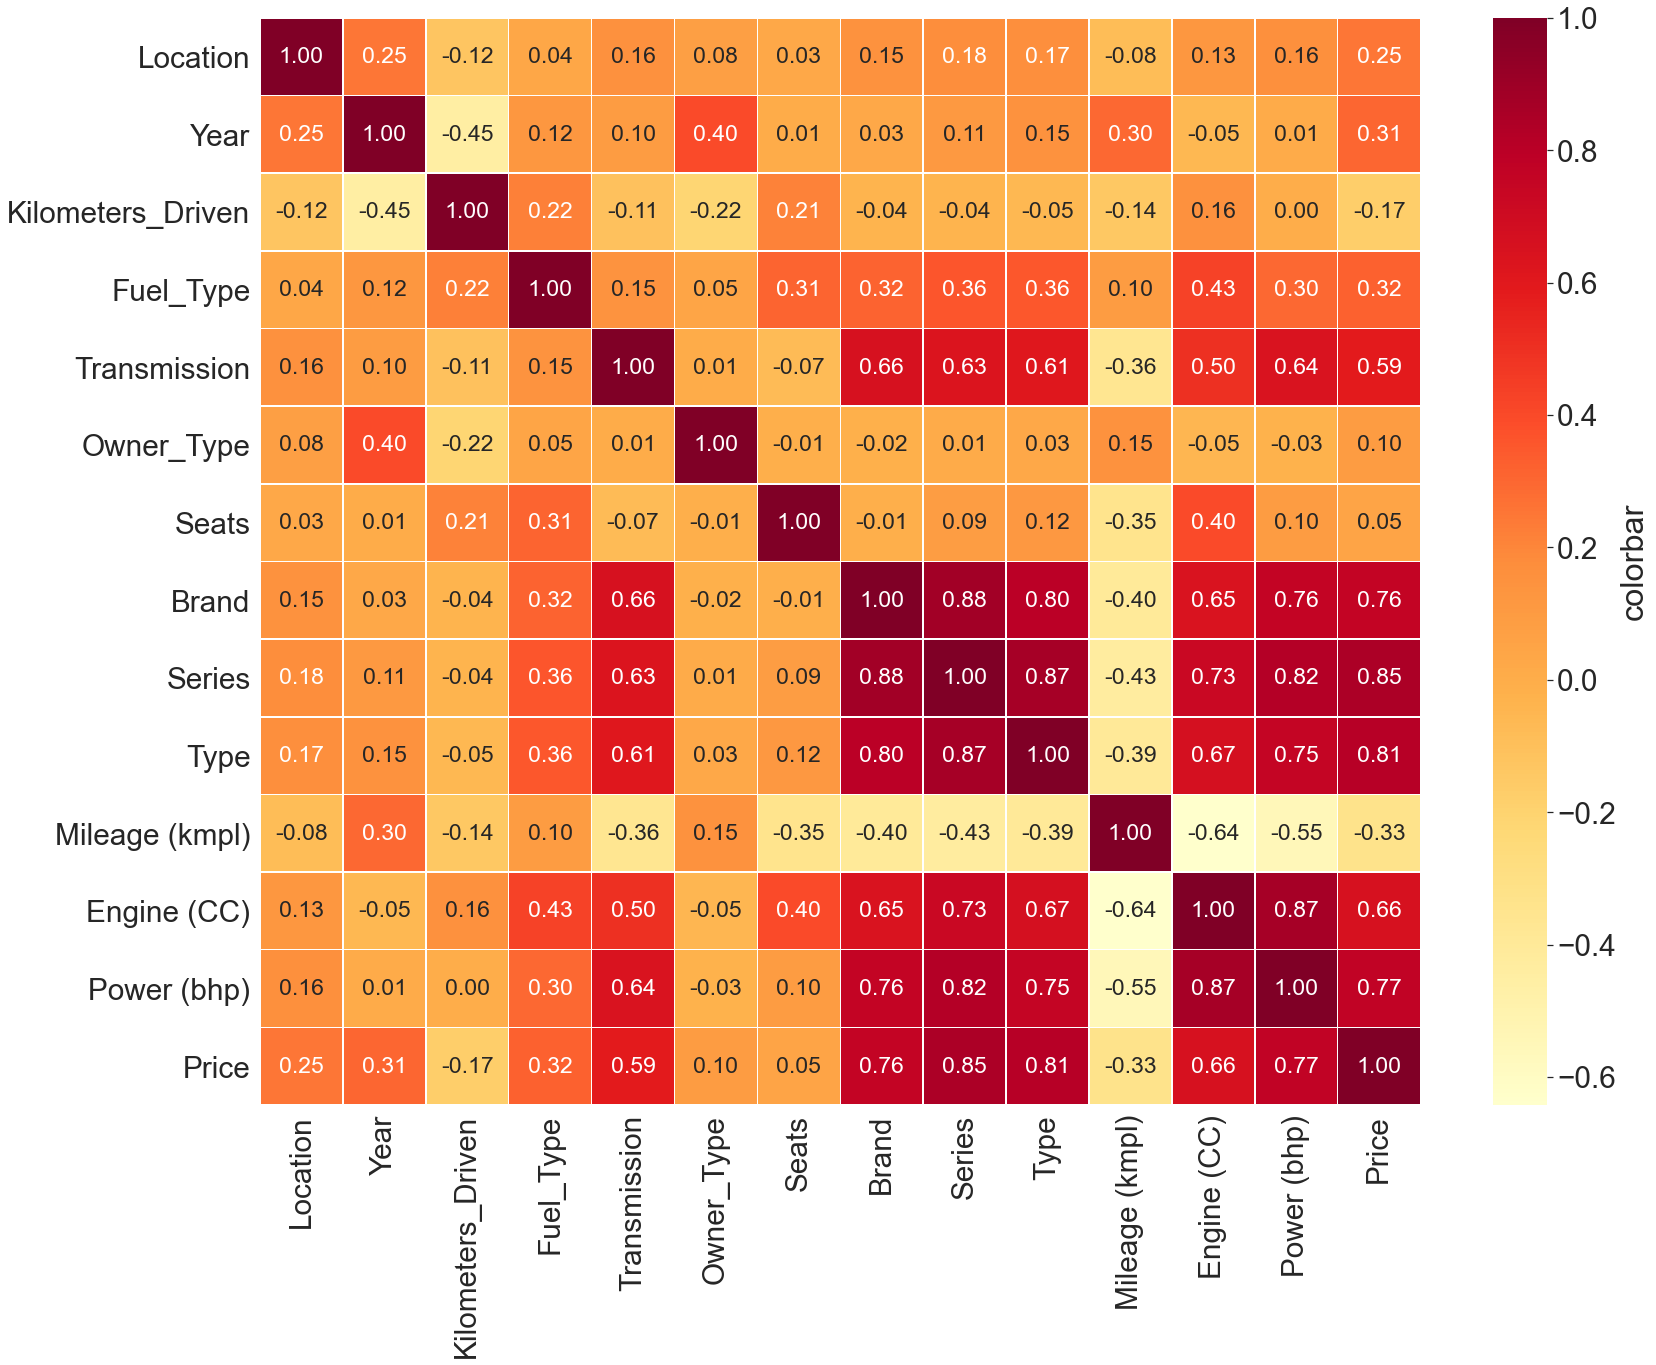 Location 1.00 0.25 -0.12 0.04 0.16 0.08 0.03 0.15 0.18 0.17 -0.08 0.13 0.16 0.25
Year 0.25 1.00 -0.45 0.12 0.10 0.40 0.01 0.03 0.11 0.15 0.30 -0.05 0.01 0.31
Kilometers_Driven -0.12 -0.45 1.00 0.22 -0.11 -0.22 0.21 -0.04 -0.04 -0.05 -0.14 0.16 0.00 -0.17
Fuel_Type 0.04 0.12 0.22 1.00 0.15 0.05 0.31 0.32 0.36 0.36 0.10 0.43 0.30 0.32
Transmission 0.16 0.10 -0.11 0.15 1.00 0.01 -0.07 0.66 0.63 0.61 -0.36 0.50 0.64 0.59
Owner_Type 0.08 0.40 -0.22 0.05 0.01 1.00 -0.01 -0.02 0.01 0.03 0.15 -0.05 -0.03 0.10
Seats 0.03 0.01 0.21 0.31 -0.07 -0.01 1.00 -0.01 0.09 0.12 -0.35 0.40 0.10 0.05
Brand 0.15 0.03 -0.04 0.32 0.66 -0.02 -0.01 1.00 0.88 0.80 -0.40 0.65 0.76 0.76
Series 0.18 0.11 -0.04 0.36 0.63 0.01 0.09 0.88 1.00 0.87 -0.43 0.73 0.82 0.85
Type 0.17 0.15 -0.05 0.36 0.61 0.03 0.12 0.80 0.87 1.00 -0.39 0.67 0.75 0.81
Mileage (kmpl) -0.08 0.30 -0.14 0.10 -0.36 0.15 -0.35 -0.40 -0.43 -0.39 1.00 -0.64 -0.55 -0.33
Engine (CC) 0.13 -0.05 0.16 0.43 0.50 -0.05 0.40 0.65 0.73 0.67 -0.64 1.00 0.87 0.66
Power (bhp) 0.16 0.01 0.00 0.30 0.64 -0.03 0.10 0.76 0.82 0.75 -0.55 0.87 1.00 0.77
Price 0.25 0.31 -0.17 0.32 0.59 0.10 0.05 0.76 0.85 0.81 -0.33 0.66 0.77 1.00
Location
Year
Kilometers_Driven
Fuel_Type
Transmission
Owner_Type
Seats
Brand
Series
Type
Mileage (kmpl)
Engine (CC)
Power (bhp)
Price
1.0
0.8
0.6
0.4
0.2
0.0
−0.2
−0.4
−0.6
colorbar